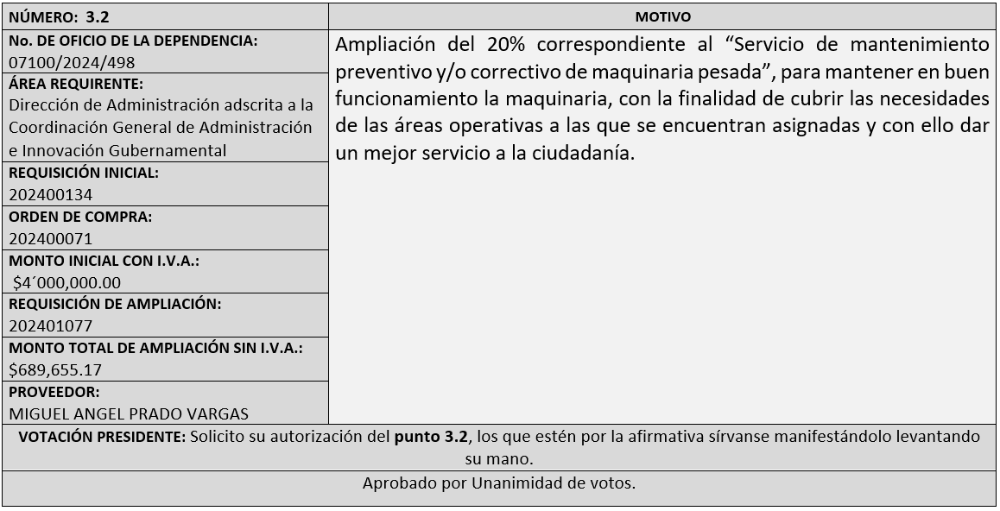 NÚMERO: 3.2
MOTIVO
No. DE OFICIO DE LA DEPENDENCIA:
07100/2024/498
ÁREA REQUIRENTE:
Dirección de Administración adscrita a la
Coordinación General de Administración
e Innovación Gubernamental
REQUISICIÓN INICIAL:
202400134
ORDEN DE COMPRA:
202400071
MONTO INICIAL CON I.V.A.:
$4´000,000.00
REQUISICIÓN DE AMPLIACIÓN:
202401077
MONTO TOTAL DE AMPLIACIÓN SIN I.V.A.:
$689,655.17
PROVEEDOR:
MIGUEL ANGEL PRADO VARGAS
Ampliación del 20% correspondiente al “Servicio de mantenimiento
preventivo y/o correctivo de maquinaria pesada”, para mantener en buen
funcionamiento la maquinaria, con la finalidad de cubrir las necesidades
de las áreas operativas a las que se encuentran asignadas y con ello dar
un mejor servicio a la ciudadanía.
VOTACIÓN PRESIDENTE: Solicito su autorización del punto 3.2, los que estén por la afirmativa sírvanse manifestándolo levantando
su mano.
Aprobado por Unanimidad de votos.